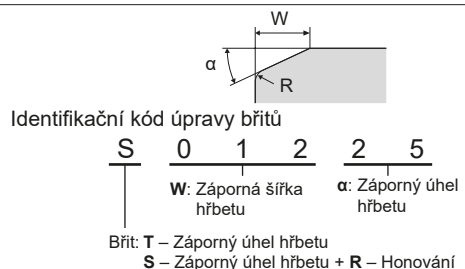 W
α
R
Identifikační kód úpravy břitů
S 0 1 2 2 5
W: Záporná šířka hřbetu
α: Záporný úhel hřbetu
Břit: T – Záporný úhel hřbetu
S – Záporný úhel hřbetu + R – Honování